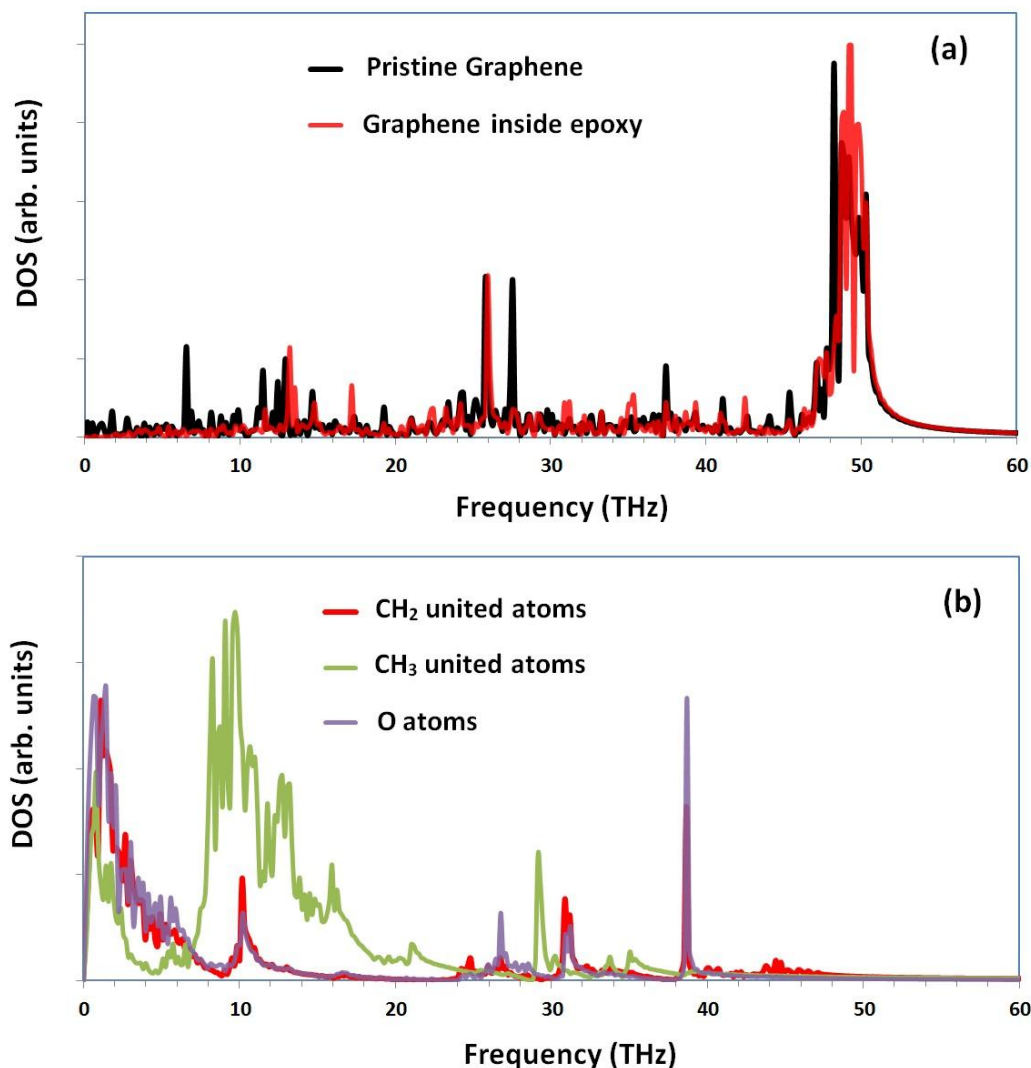 (a)
Pristine Graphene
Graphene inside epoxy
DOS (arb. units)
0 10 20 30 40 50 60
Frequency (THz)
(b)
CH₂ united atoms
CH₃ united atoms
O atoms
DOS (arb. units)
0 10 20 30 40 50 60
Frequency (THz)